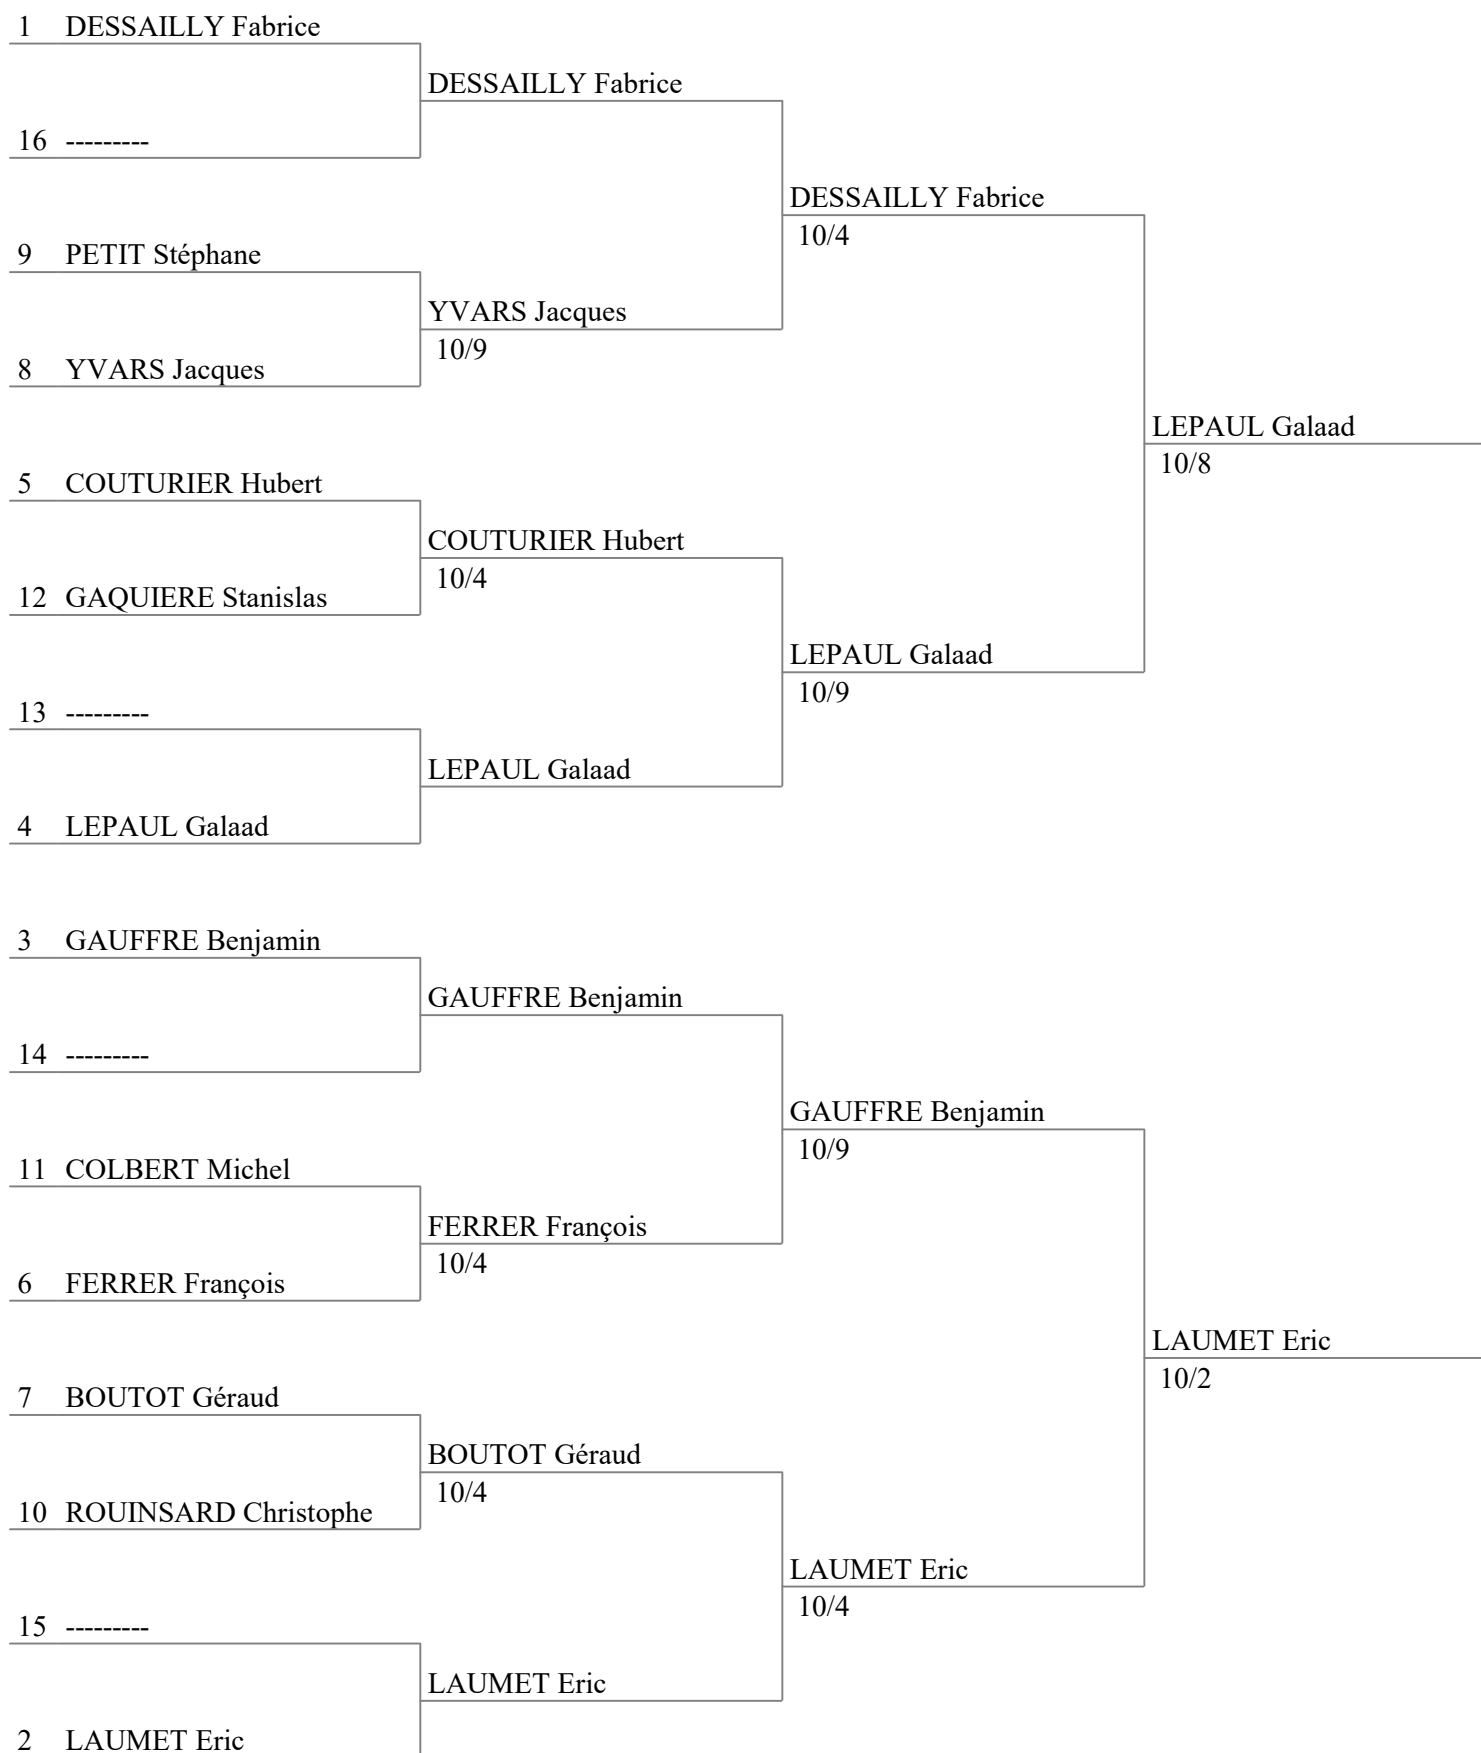 1 DESSAILLY Fabrice
DESSAILLY Fabrice
16 ---------
DESSAILLY Fabrice
10/4
9 PETIT Stéphane
YVARS Jacques
10/9
8 YVARS Jacques
LEPAUL Galaad
10/8
5 COUTURIER Hubert
COUTURIER Hubert
10/4
12 GAQUIERE Stanislas
LEPAUL Galaad
10/9
13 ---------
LEPAUL Galaad
4 LEPAUL Galaad
3 GAUFFRE Benjamin
GAUFFRE Benjamin
14 ---------
GAUFFRE Benjamin
10/9
11 COLBERT Michel
FERRER François
10/4
6 FERRER François
LAUMET Eric
10/2
7 BOUTOT Géraud
BOUTOT Géraud
10/4
10 ROUINSARD Christophe
LAUMET Eric
10/4
15 ---------
LAUMET Eric
2 LAUMET Eric